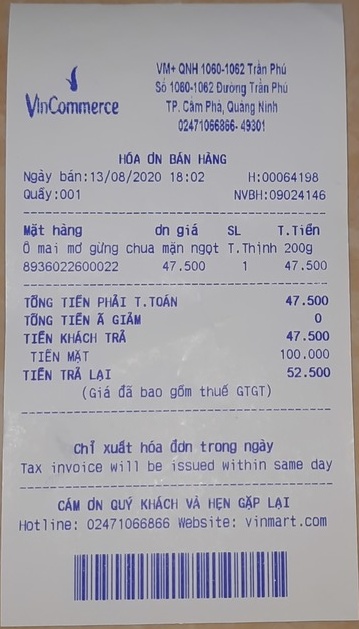 VinCommerce
VM+ QNH 1060-1062 Trần Phú
Số 1060-1062 Đường Trần Phú
TP. Cẩm Phả, Quảng Ninh
02471066866- 49301
HÓA ƠN BÁN HÀNG
Ngày bán:13/08/2020 18:02 H:00064198
Quầy:001 NVBH:09024146
Mặt hàng ơn giá SL T.Tiền
Ô mai mơ gừng chua mặn ngọt T.Thịnh 200g
8936022600022 47.500 1 47.500
TỔNG TIỀN PHẢI T.TOÁN 47.500
TỔNG TIỀN Ã GIẢM 0
TIỀN KHÁCH TRẢ 47.500
TIỀN MẶT 100.000
TIỀN TRẢ LẠI 52.500
(Giá đã bao gồm thuế GTGT)
Chỉ xuất hóa đơn trong ngày
Tax invoice will be issued within same day
CẢM ƠN QUÝ KHÁCH VÀ HẸN GẶP LẠI
Hotline: 02471066866 Website: vinmart.com